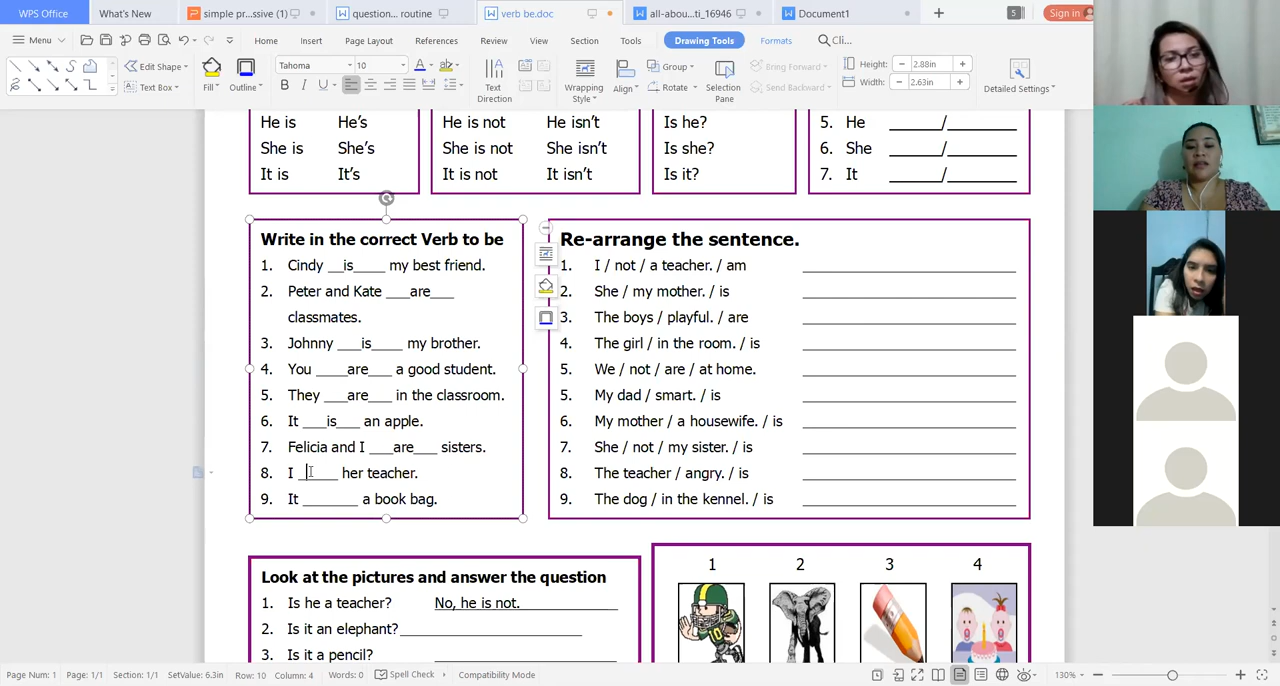 WPS Office What's New simple pr...ssive (1) quon r... routine verb be.doc all-abou...ti_16946 Document1 + 5 Sign in
Menu Home Insert Page Layout References Review View Section Tools Drawing Tools Formats Cli...
Edit Shape Fill Tahoma 10 Group Bring Forward Height: 2.88in
Text Box Outline B I U Text Direction Wrapping Style Align Rotate Selection Pane Send Backward Width: 2.63in Detailed Settings
He is He's He is not He isn't Is he? 5. He _____/________
She is She's She is not She isn't Is she? 6. She _____/________
It is It's It is not It isn't Is it? 7. It _____/________
Write in the correct Verb to be
1. Cindy __is____ my best friend.
2. Peter and Kate ___are___
classmates.
3. Johnny ___is____ my brother.
4. You ____are___ a good student.
5. They ___are___ in the classroom.
6. It ___is____ an apple.
7. Felicia and I ___are___ sisters.
8. I _____ her teacher.
9. It _______ a book bag.
Re-arrange the sentence.
1. I / not / a teacher. / am
2. She / my mother. / is
3. The boys / playful. / are
4. The girl / in the room. / is
5. We / not / are / at home.
5. My dad / smart. / is
6. My mother / a housewife. / is
7. She / not / my sister. / is
8. The teacher / angry. / is
9. The dog / in the kennel. / is
Look at the pictures and answer the question
1. Is he a teacher? No, he is not.
2. Is it an elephant?
3. Is it a pencil?
1 2 3 4
10
Page Num: 1 Page: 1/1 Section: 1/1 SetValue: 6.3in Row: 10 Words: 0 Spell Check Compatibility Mode 130%